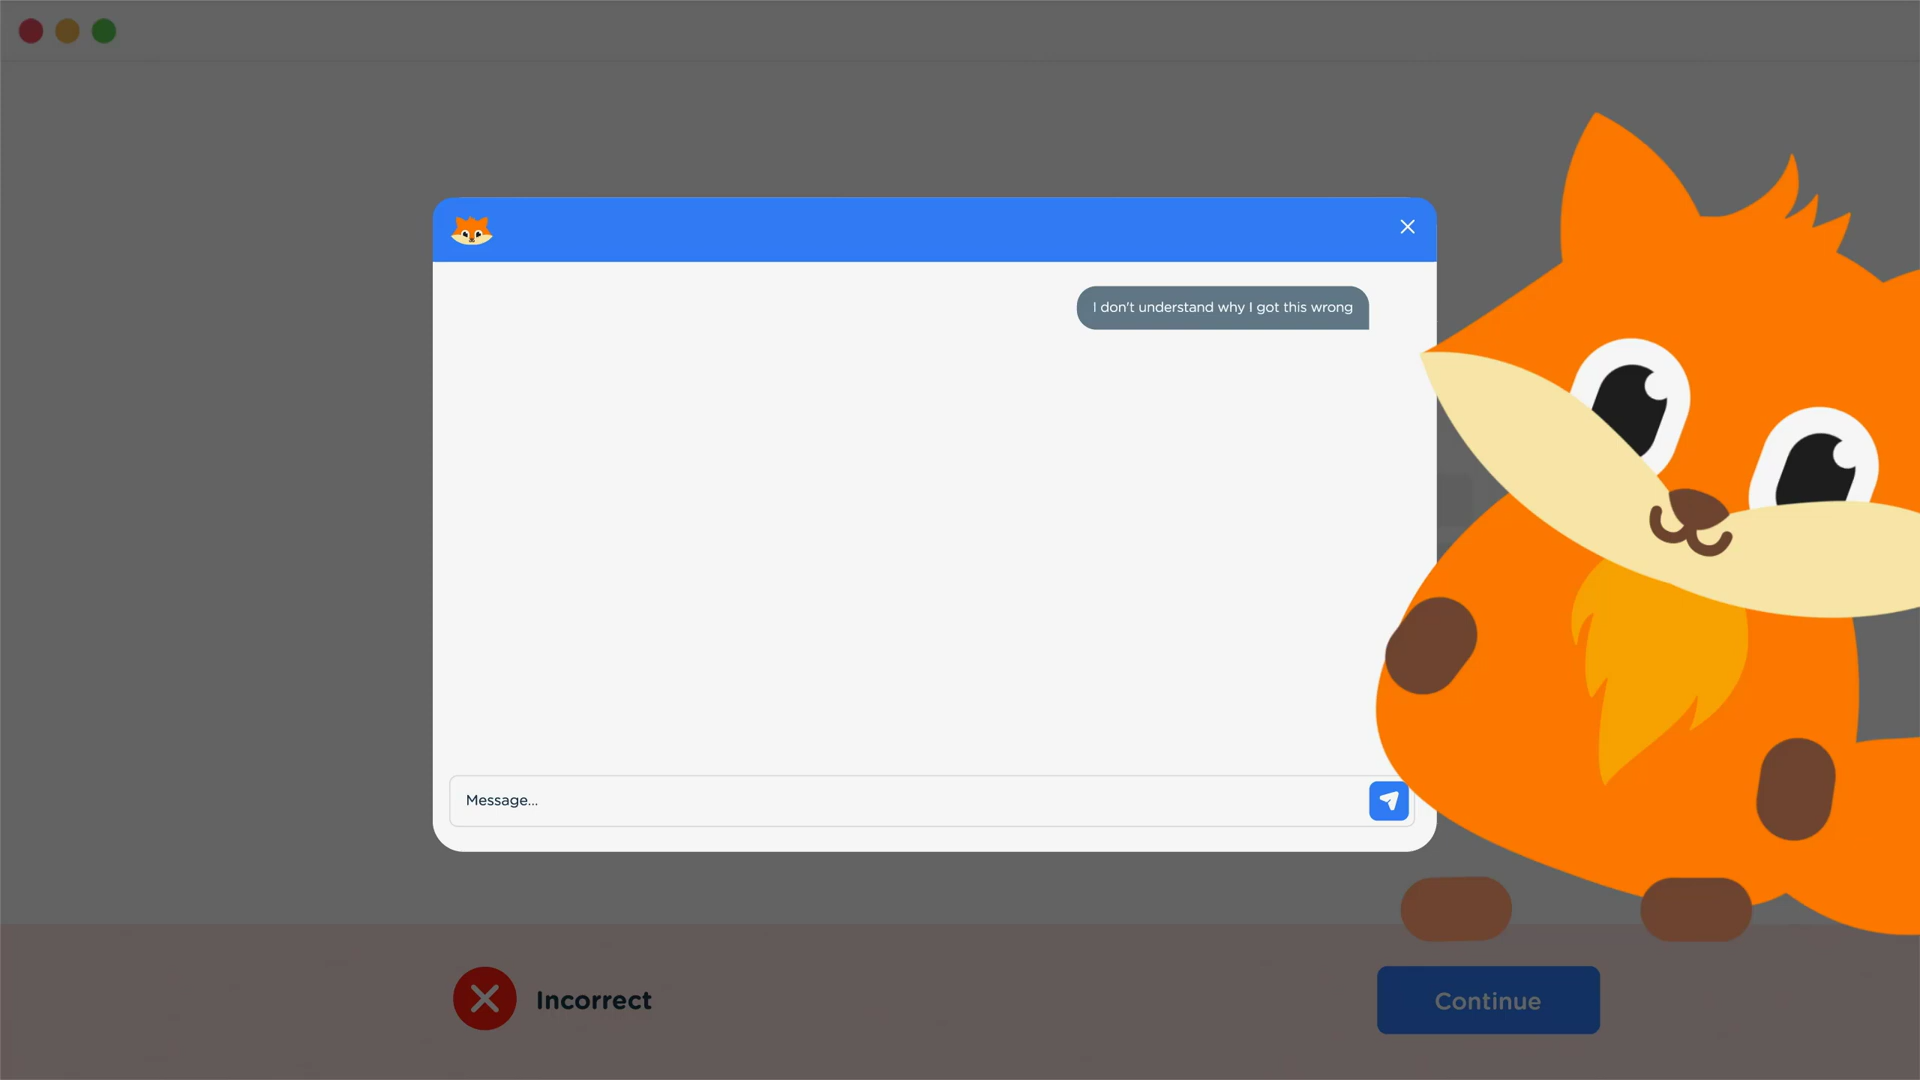 I don't understand why I got this wrong
Message...
Incorrect
Continue